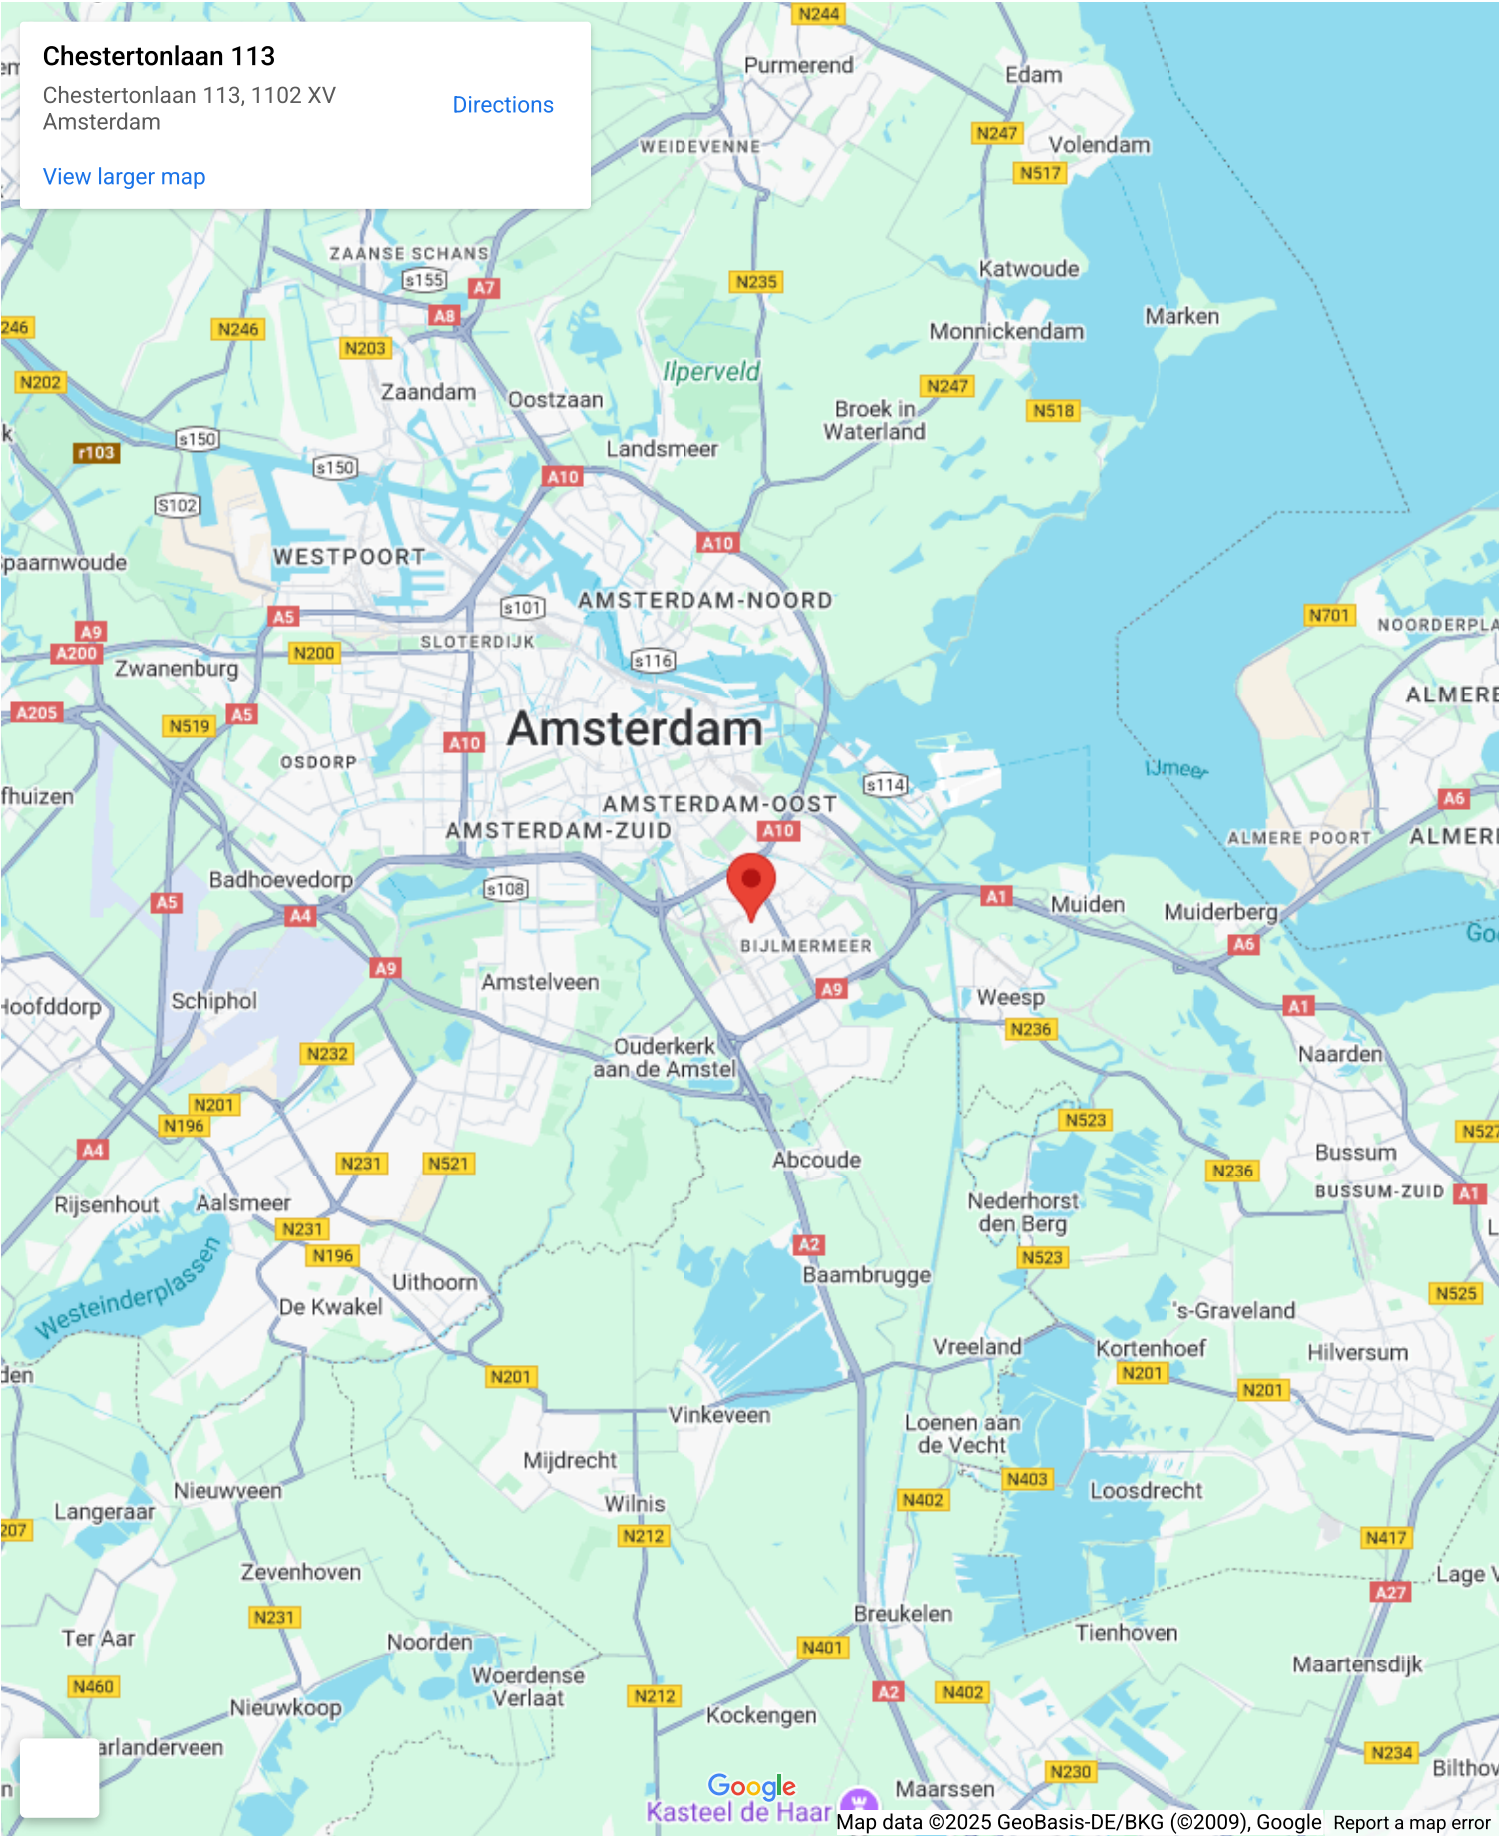 Chestertonlaan 113
Chestertonlaan 113, 1102 XV
Amsterdam
Directions
View larger map
N244
Purmerend
Edam
N247
Volendam
WEIDEVENNE
N517
ZAANSE SCHANS
s155
A7
N235
Katwoude
A8
Marken
246
N246
N203
Monnickendam
Ilperveld
N202
Zaandam
Oostzaan
N247
Broek in
Waterland
N518
k
s150
r103
s150
Landsmeer
A10
S102
A10
WESTPOORT
paarnwoude
AMSTERDAM-NOORD
s101
A5
N701
NOORDERPLA
A9
A200
N200
SLOTERDIJK
s116
Zwanenburg
ALMERE
A205
A5
N519
A10
Amsterdam
OSDORP
IJmeer
s114
fhuizen
A6
AMSTERDAM-OOST
A10
AMSTERDAM-ZUID
ALMERE POORT
ALMERE
Badhoevedorp
s108
A5
A4
A1
Muiden
Muiderberg
A6
Goo
BIJLMERMEER
A9
Amstelveen
A9
Weesp
Hoofddorp
Schiphol
A1
N236
N232
Ouderkerk
aan de Amstel
Naarden
N201
N196
N523
N527
A4
N231
N521
Abcoude
Bussum
N236
BUSSUM-ZUID
A1
Rijsenhout
Aalsmeer
Nederhorst
den Berg
N231
L
N196
A2
N523
Westeinderplassen
Uithoorn
Baambrugge
N525
De Kwakel
's-Graveland
Vreeland
Kortenhoef
Hilversum
den
N201
N201
N201
Vinkeveen
Loenen aan
de Vecht
Mijdrecht
N403
Nieuwveen
Loosdrecht
Langeraar
Wilnis
N402
207
N212
N417
Zevenhoven
Lage V
A27
N231
Breukelen
Ter Aar
Noorden
N401
Tienhoven
Maartensdijk
N460
Woerdense
Verlaat
N212
A2
N402
Nieuwkoop
Kockengen
arlanderveen
N234
n
N230
Bilthov
Google
Maarssen
Kasteel de Haar
Map data ©2025 GeoBasis-DE/BKG (©2009), Google
Report a map error